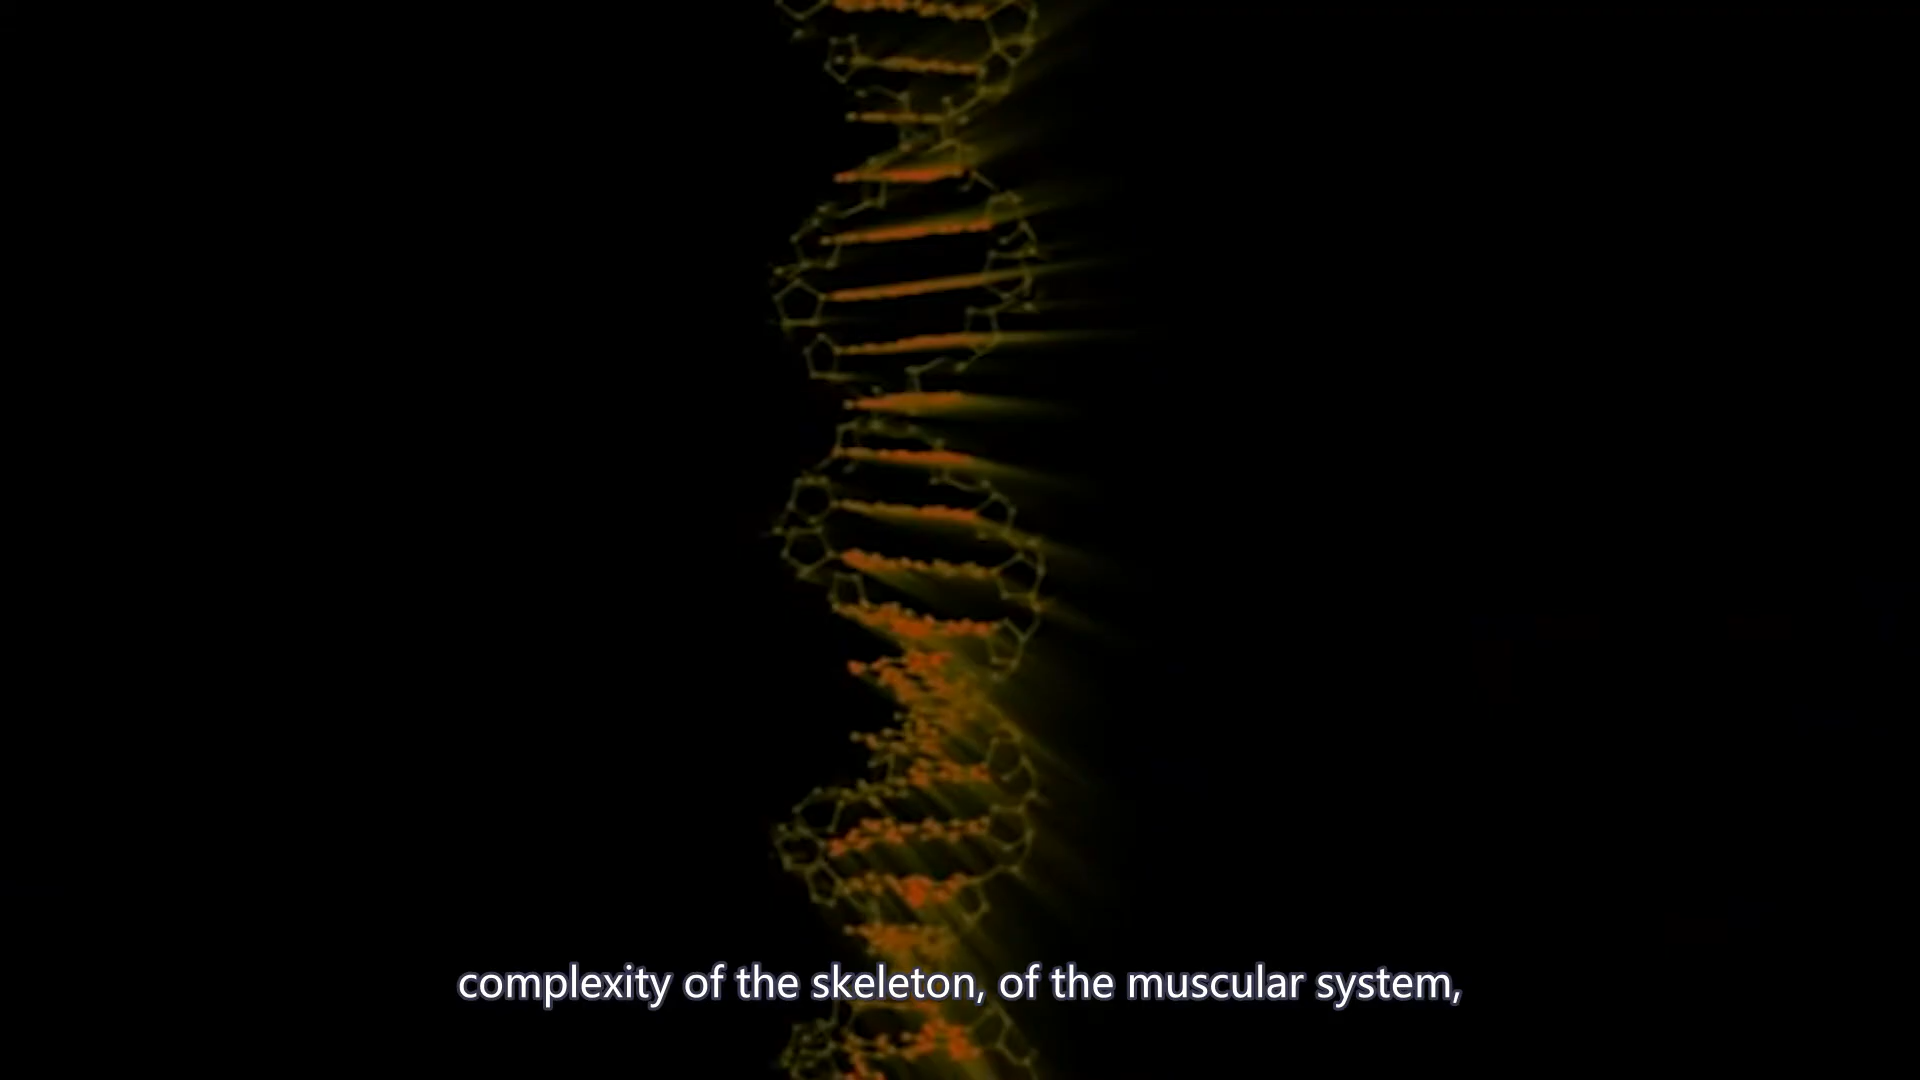 complexity of the skeleton, of the muscular system,